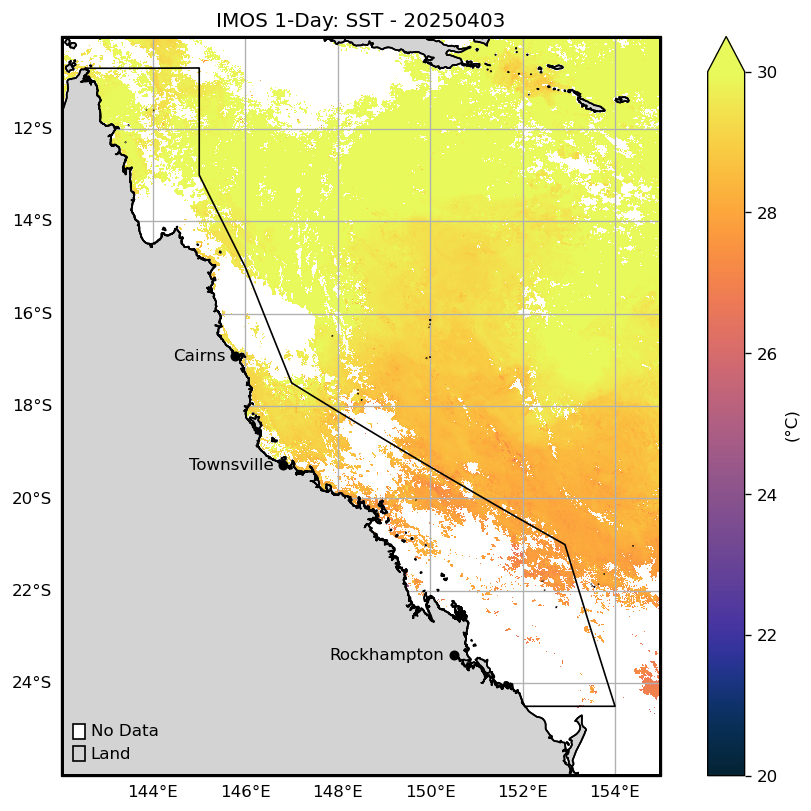 IMOS 1-Day: SST - 20250403
12°S
14°S
16°S
18°S
20°S
22°S
24°S
Cairns
Townsville
Rockhampton
No Data
Land
144°E 146°E 148°E 150°E 152°E 154°E
30
28
26
24
22
20
(°C)